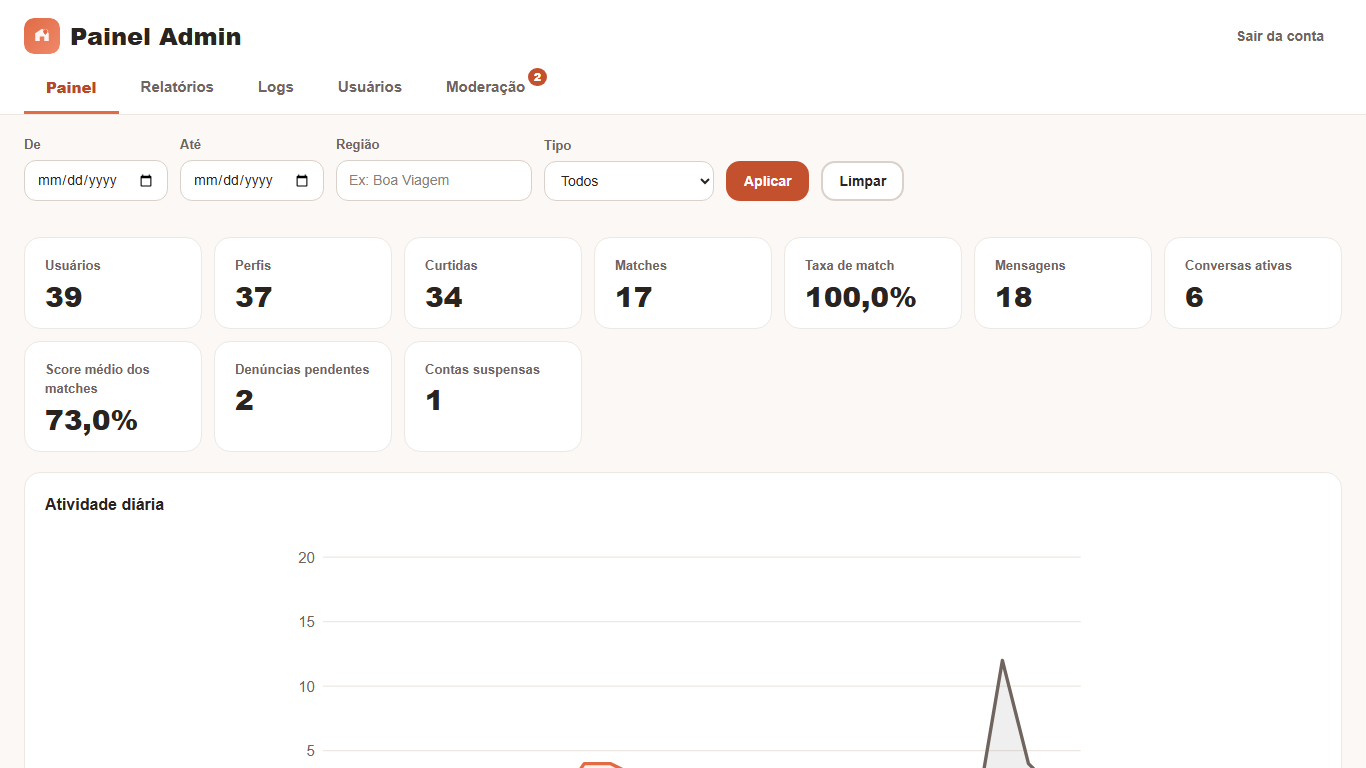 Painel Admin
Sair da conta
Painel Relatórios Logs Usuários Moderação 2
De Até Região Tipo
mm/dd/yyyy mm/dd/yyyy Ex: Boa Viagem Todos Aplicar Limpar
Usuários Perfis Curtidas Matches Taxa de match Mensagens Conversas ativas
39 37 34 17 100,0% 18 6
Score médio dos matches
73,0%
Denúncias pendentes
2
Contas suspensas
1
Atividade diária
20
15
10
5